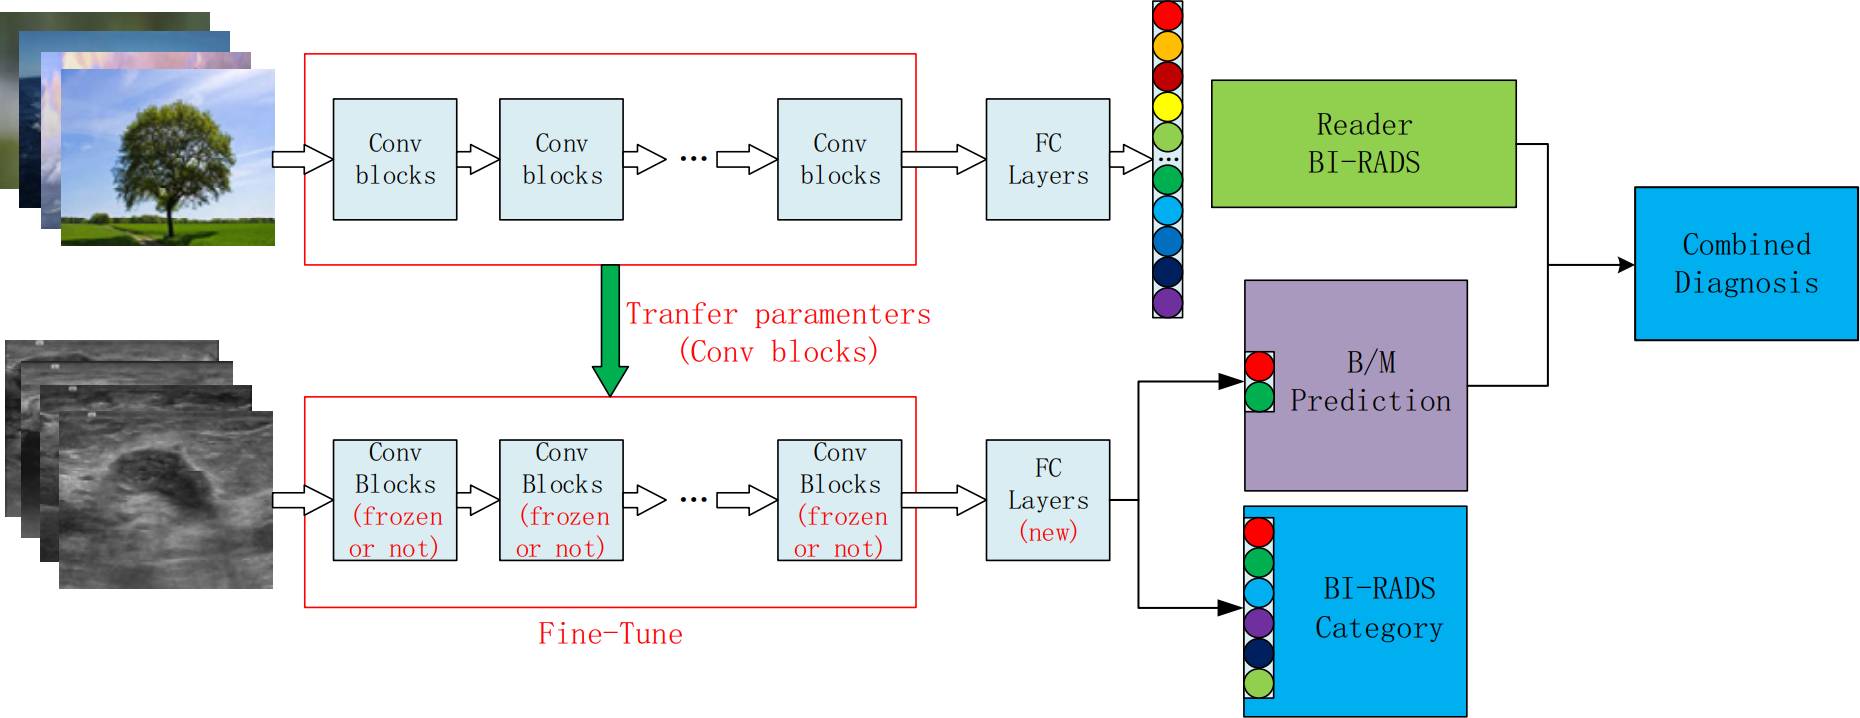 Conv
blocks
Conv
blocks
...
Conv
blocks
FC
Layers
...
Reader
BI-RADS
Combined
Diagnosis
Tranfer paramenters
(Conv blocks)
B/M
Prediction
Conv
Blocks
(frozen
or not)
Conv
Blocks
(frozen
or not)
...
Conv
Blocks
(frozen
or not)
FC
Layers
(new)
BI-RADS
Category
Fine-Tune